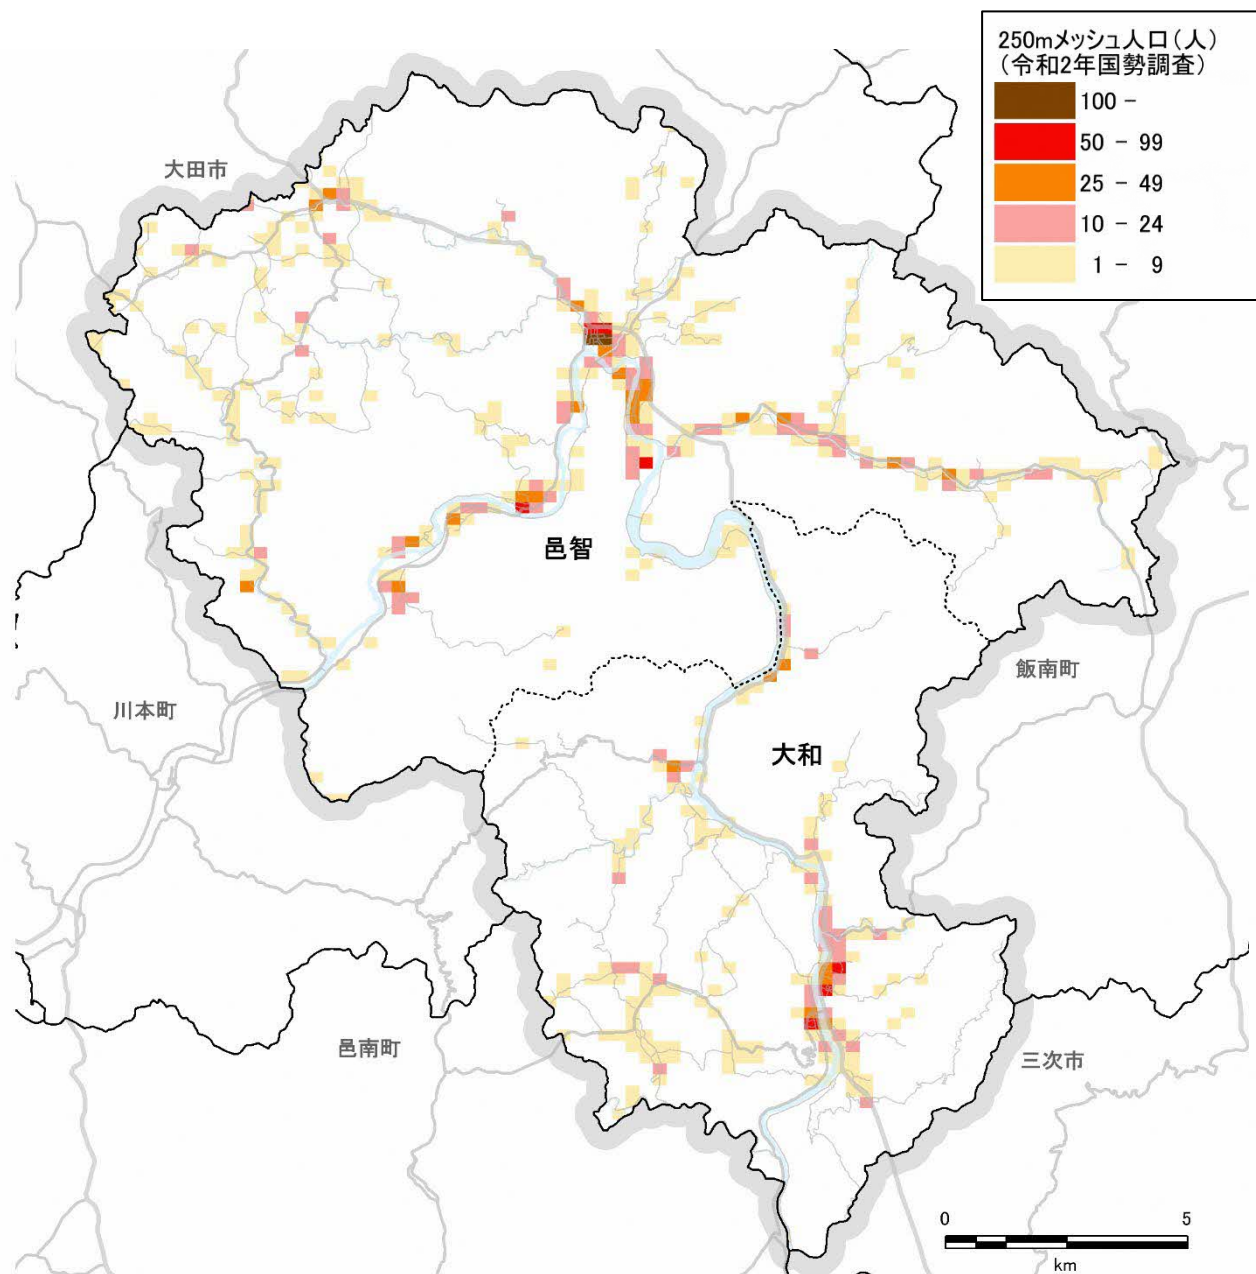 250mメッシュ人口(人)
(令和2年国勢調査)
100 -
50 - 99
25 - 49
10 - 24
1 - 9
大田市
邑智
飯南町
川本町
大和
邑南町
三次市
0 5
km